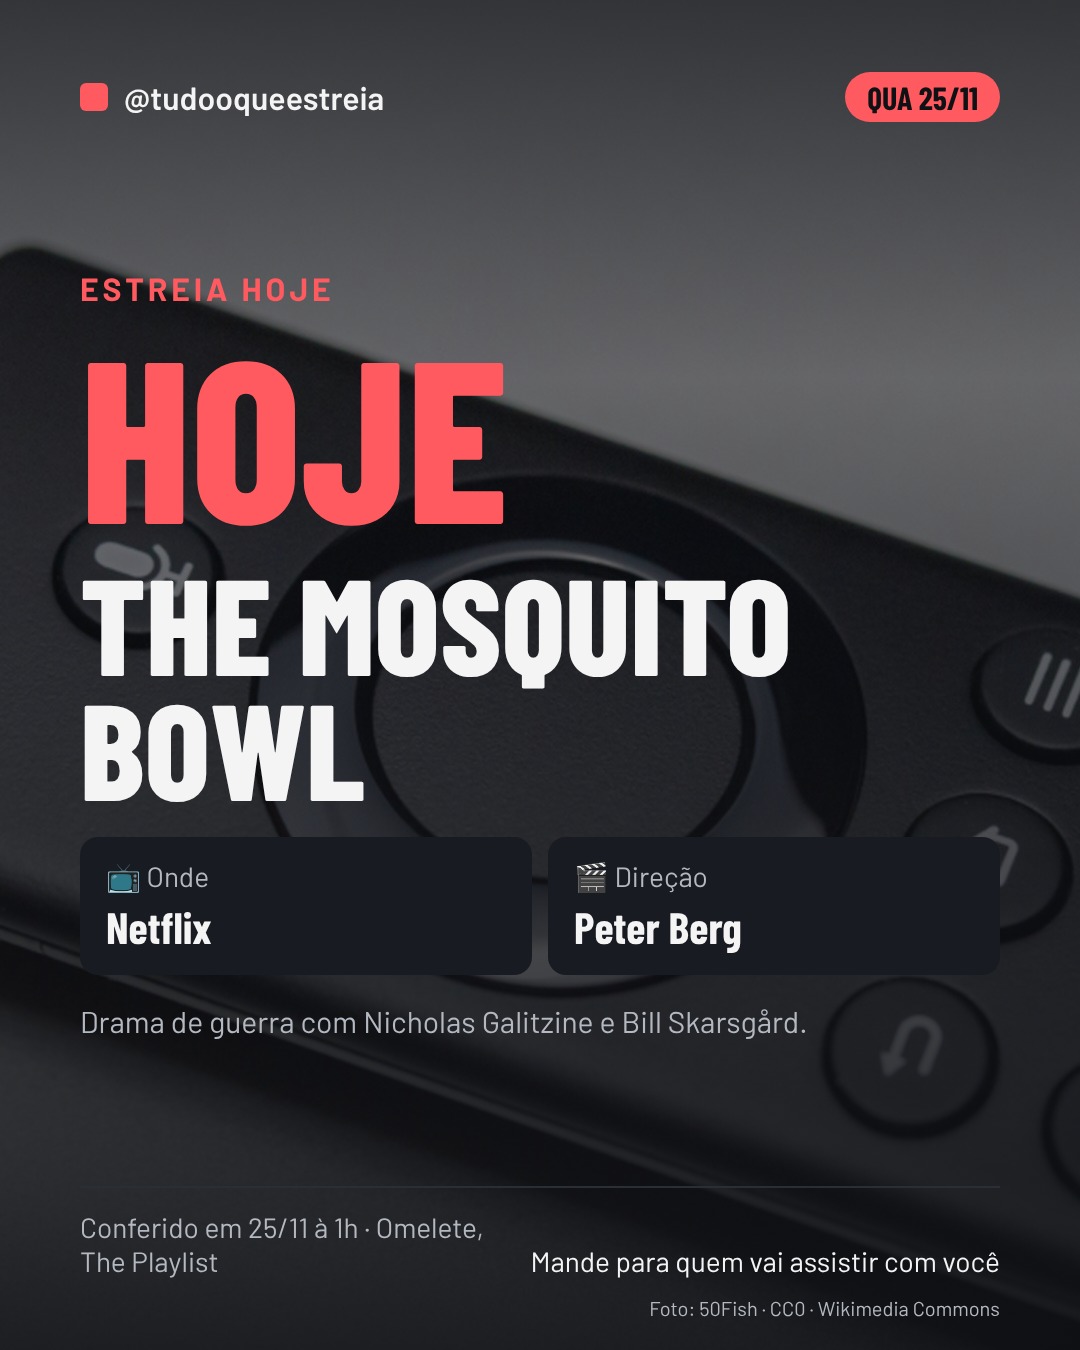 @tudooqueestreia
QUA 25/11
ESTREIA HOJE
HOJE
THE MOSQUITO
BOWL
📺 Onde
Netflix
🎬 Direção
Peter Berg
Drama de guerra com Nicholas Galitzine e Bill Skarsgård.
Conferido em 25/11 à 1h · Omelete,
The Playlist
Mande para quem vai assistir com você
Foto: 50Fish · CC0 · Wikimedia Commons